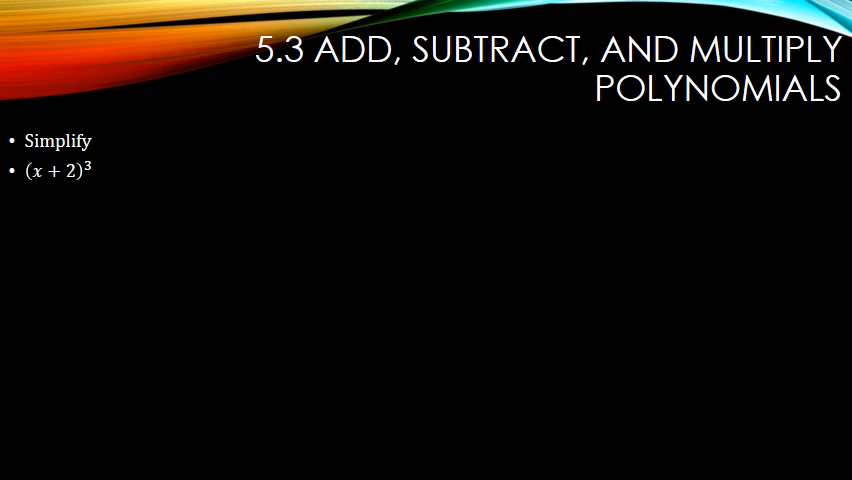 5.3 ADD, SUBTRACT, AND MULTIPLY
POLYNOMIALS
• Simplify
• (x + 2)³